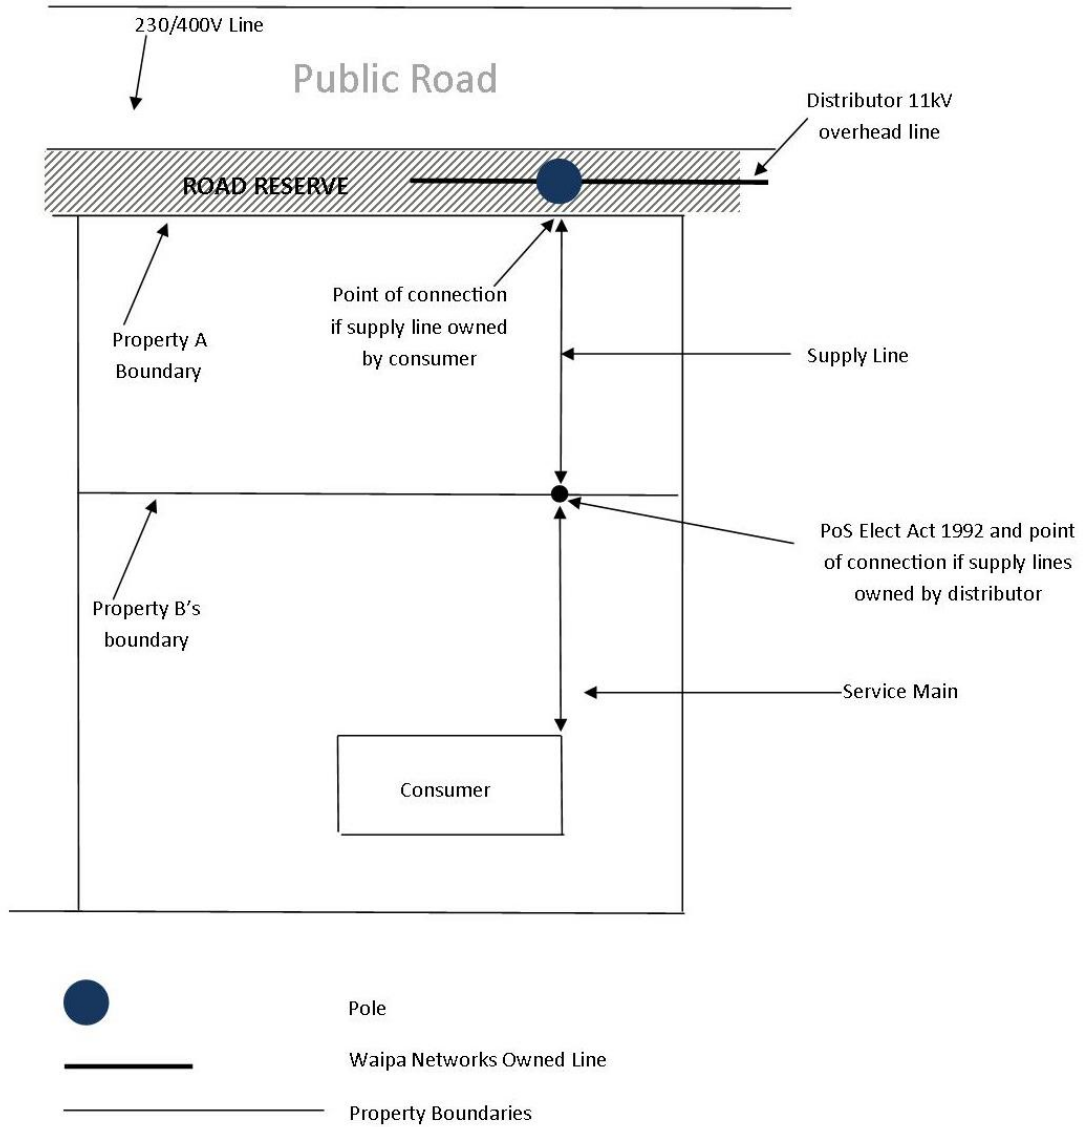 230/400V Line
Public Road
Distributor 11kV
overhead line
ROAD RESERVE
Point of connection
if supply line owned
by consumer
Property A
Boundary
Supply Line
PoS Elect Act 1992 and point
of connection if supply lines
owned by distributor
Property B’s
boundary
Service Main
Consumer
Pole
Waipa Networks Owned Line
Property Boundaries